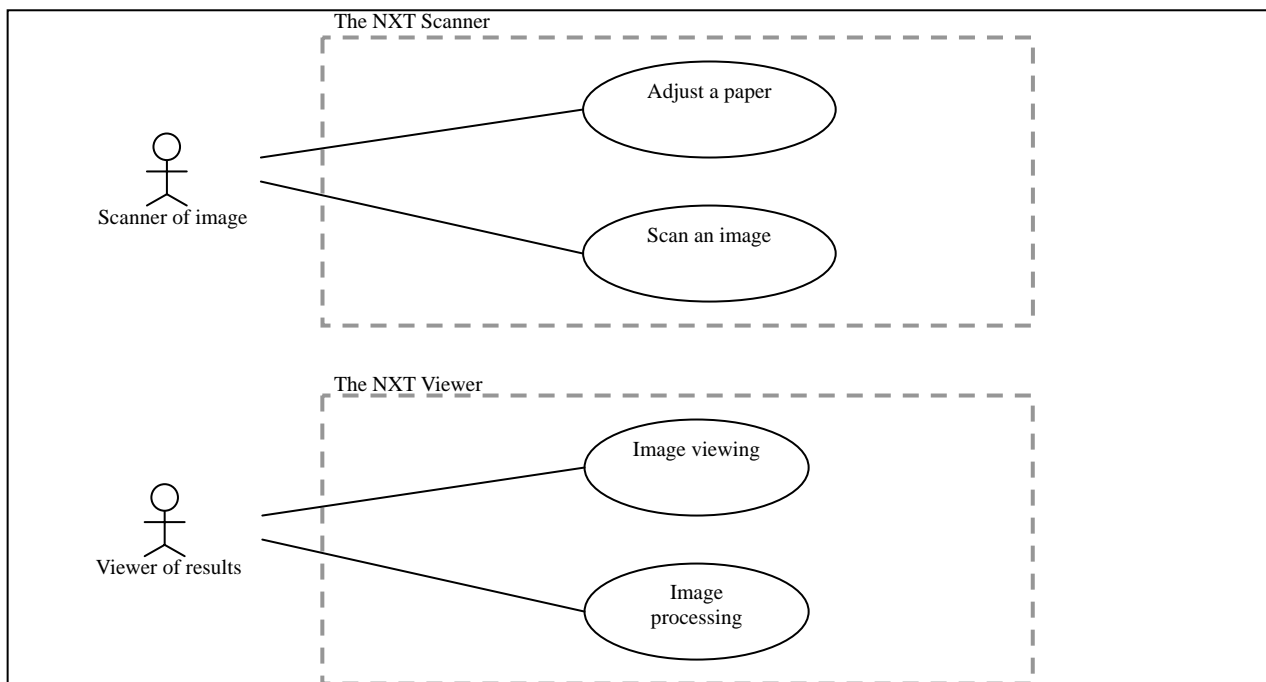 The NXT Scanner
Adjust a paper
Scanner of image
Scan an image
The NXT Viewer
Image viewing
Viewer of results
Image
processing